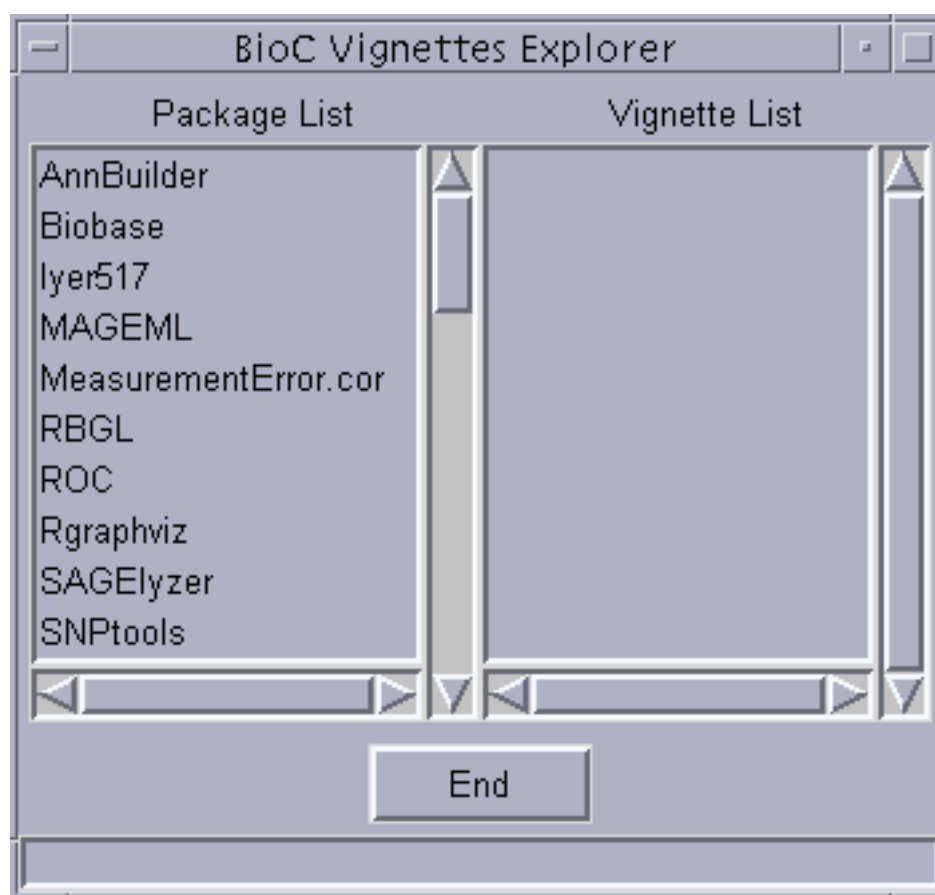 BioC Vignettes Explorer
Package List
Vignette List
AnnBuilder
Biobase
Iyer517
MAGEML
MeasurementError.cor
RBGL
ROC
Rgraphviz
SAGElyzer
SNPtools
End